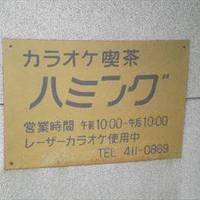 カラオケ喫茶
ハミング
営業時間 午前10:00〜午后10:00
レーザーカラオケ使用中
TEL 411-0869